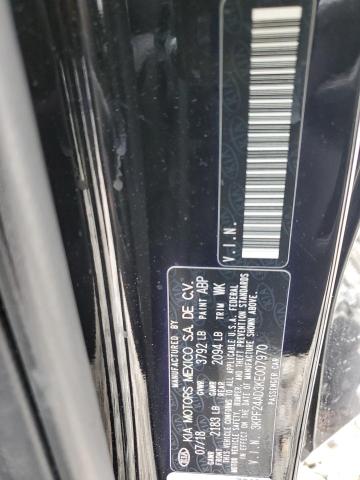 V.I.N.
KIA
KIA MOTORS MEXICO S.A. DE C.V.
07/18 GVWR 3792 LB PAINT ABP
GAWR FRONT 2183 LB GAWR REAR 2094 LB TRIM WK
THIS VEHICLE CONFORMS TO ALL APPLICABLE U.S.A. FEDERAL
MOTOR VEHICLE SAFETY, BUMPER, AND THEFT PREVENTION STANDARDS
IN EFFECT ON THE DATE OF MANUFACTURE SHOWN ABOVE.
V.I.N. 3KPF24AD3KE007970
PASSENGER CAR